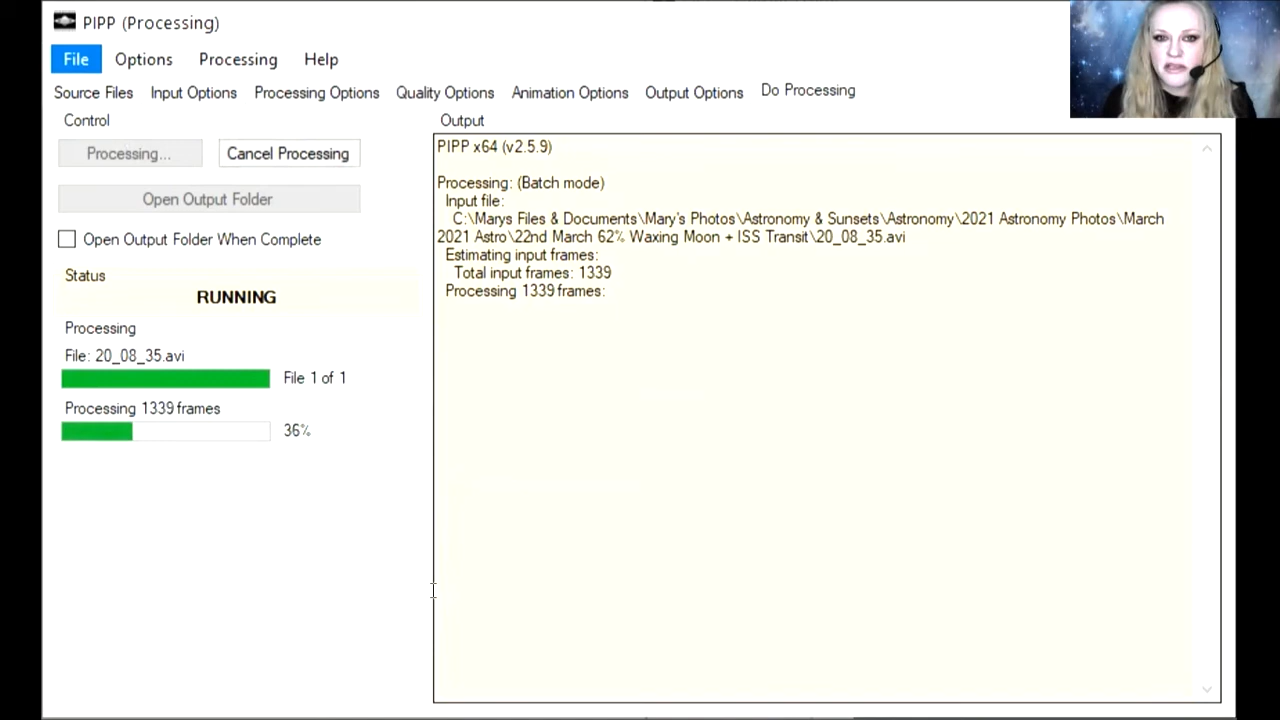 PIPP (Processing)
File Options Processing Help
Source Files Input Options Processing Options Quality Options Animation Options Output Options Do Processing
Control
Processing... Cancel Processing
Open Output Folder
Open Output Folder When Complete
Status
RUNNING
Processing
File: 20_08_35.avi
File 1 of 1
Processing 1339 frames
36%
Output
PIPP x64 (v2.5.9)
Processing: (Batch mode)
Input file:
C:\Marys Files & Documents\Mary's Photos\Astronomy & Sunsets\Astronomy\2021 Astronomy Photos\March
2021 Astro\22nd March 62% Waxing Moon + ISS Transit\20_08_35.avi
Estimating input frames:
Total input frames: 1339
Processing 1339 frames: